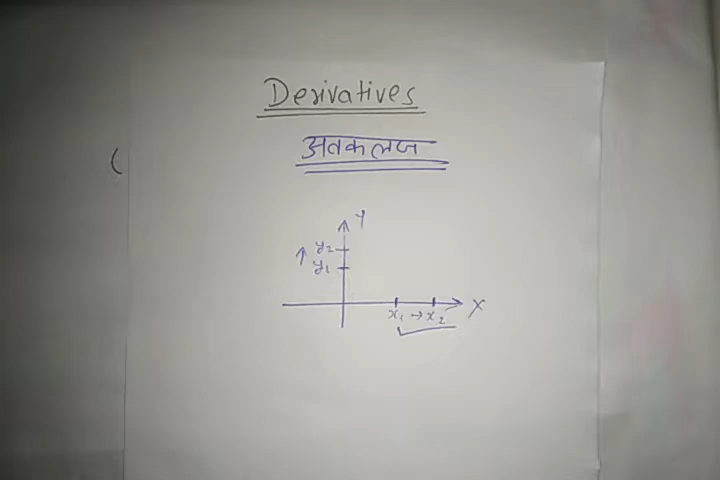 Derivatives
अवकलज
Y
y₂
y₁
X
x₁ → x₂